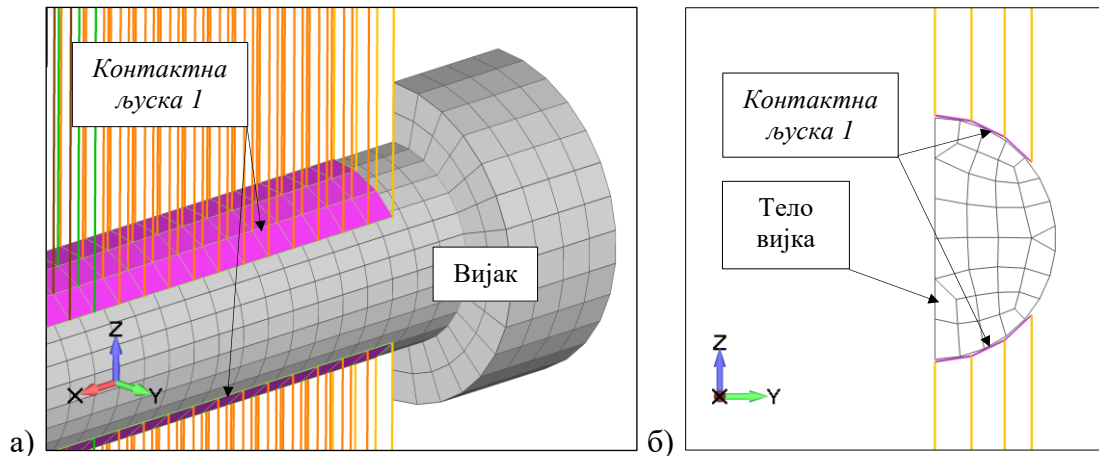 Контактна
љуска 1
Вијак
Z
X
Y
а)
Контактна
љуска 1
Тело
вијка
Z
X
Y
б)